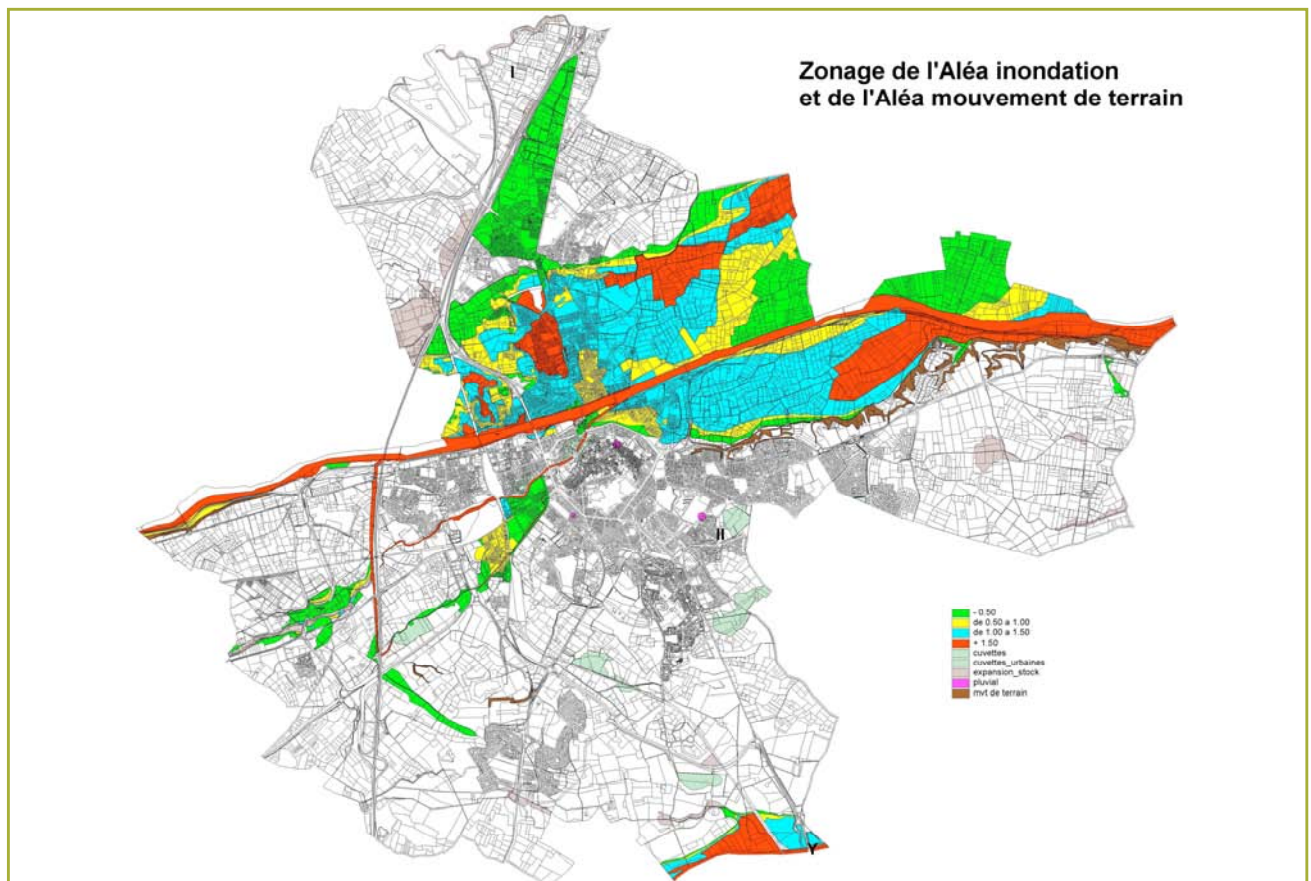 Zonage de l'Aléa inondation
et de l'Aléa mouvement de terrain
I
II
Y
- 0.50
de 0.50 a 1.00
de 1.00 a 1.50
+ 1.50
cuvettes
cuvettes_urbaines
expansion_stock
pluvial
mvt de terrain